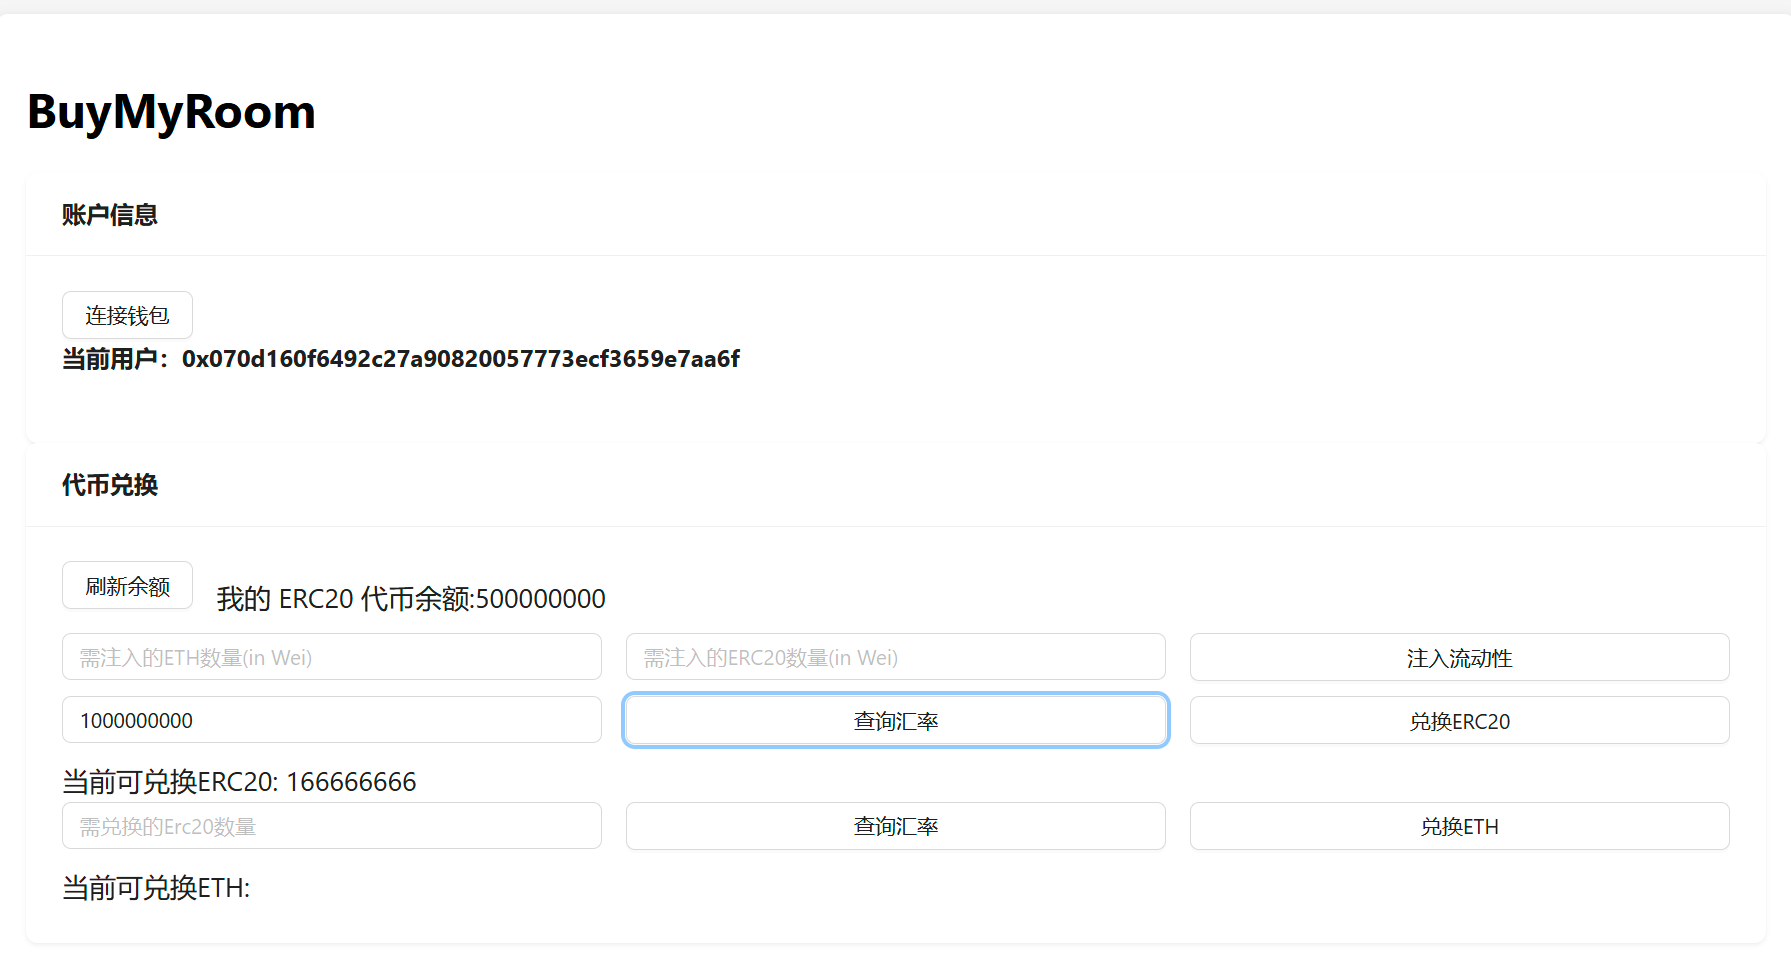 BuyMyRoom
账户信息
连接钱包
当前用户：0x070d160f6492c27a90820057773ecf3659e7aa6f
代币兑换
刷新余额 我的 ERC20 代币余额:500000000
需注入的ETH数量(in Wei) 需注入的ERC20数量(in Wei) 注入流动性
1000000000 查询汇率 兑换ERC20
当前可兑换ERC20: 166666666
需兑换的Erc20数量 查询汇率 兑换ETH
当前可兑换ETH: